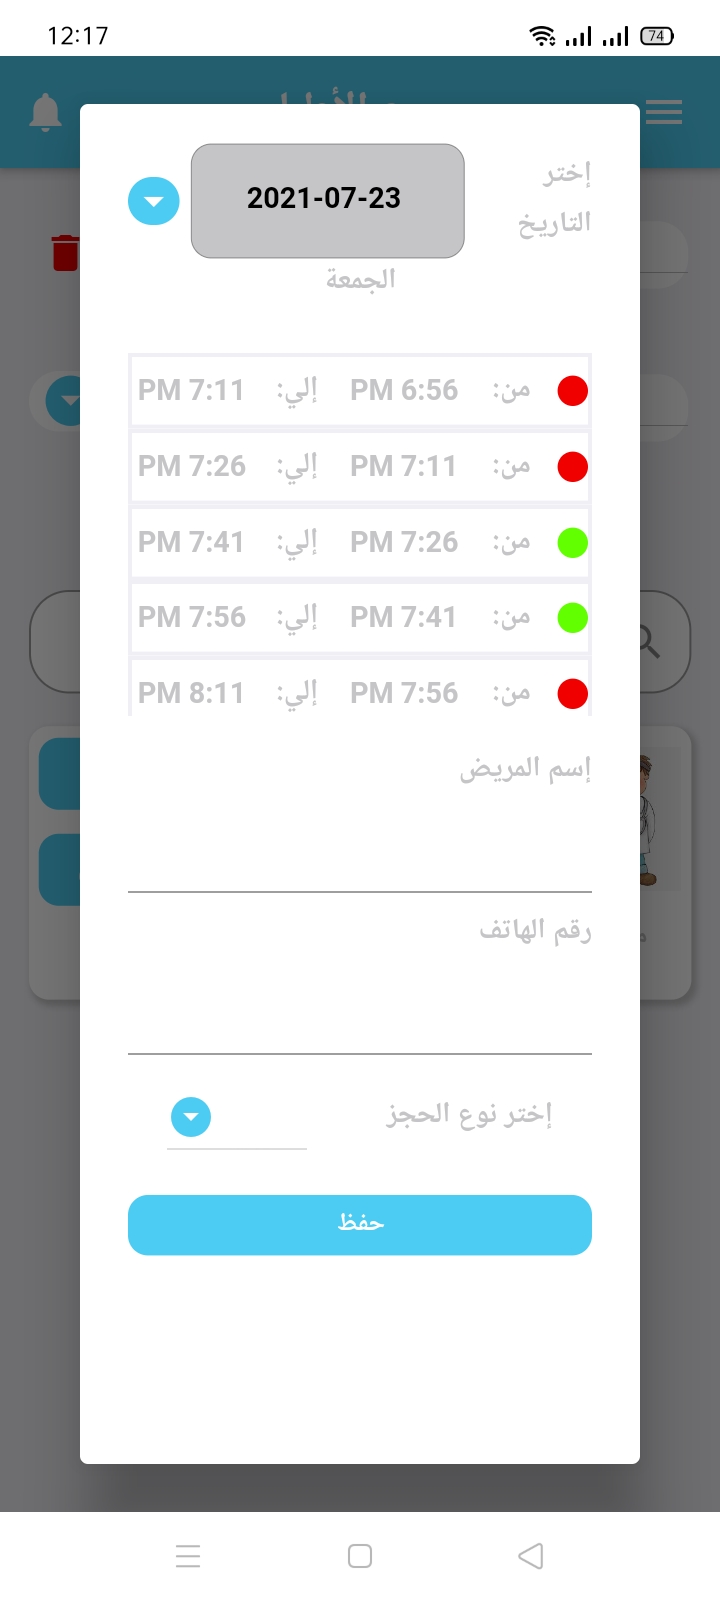 12:17
74
إختر
التاريخ
2021-07-23
الجمعة
من: 6:56 PM إلي: 7:11 PM
من: 7:11 PM إلي: 7:26 PM
من: 7:26 PM إلي: 7:41 PM
من: 7:41 PM إلي: 7:56 PM
من: 7:56 PM إلي: 8:11 PM
إسم المريض
رقم الهاتف
إختر نوع الحجز
حفظ